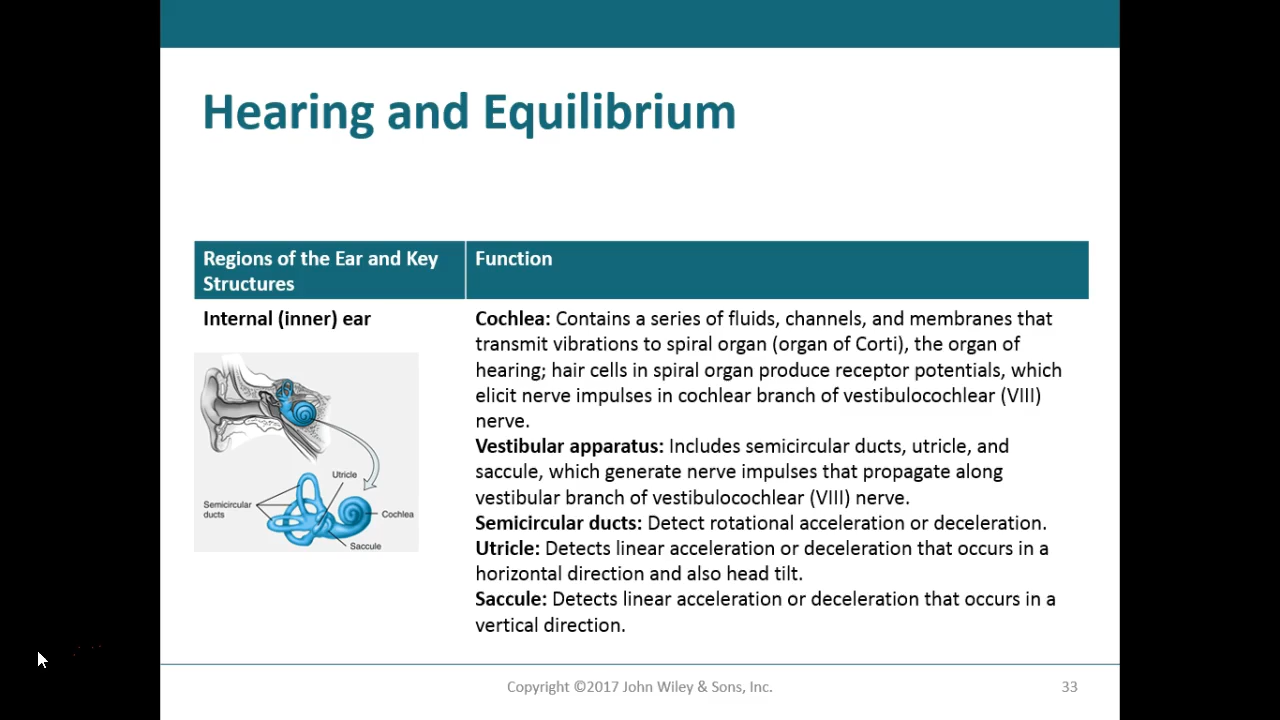 Hearing and Equilibrium
Regions of the Ear and Key
Structures
Function
Internal (inner) ear
Utricle
Semicircular
ducts
Cochlea
Saccule
Cochlea: Contains a series of fluids, channels, and membranes that
transmit vibrations to spiral organ (organ of Corti), the organ of
hearing; hair cells in spiral organ produce receptor potentials, which
elicit nerve impulses in cochlear branch of vestibulocochlear (VIII)
nerve.
Vestibular apparatus: Includes semicircular ducts, utricle, and
saccule, which generate nerve impulses that propagate along
vestibular branch of vestibulocochlear (VIII) nerve.
Semicircular ducts: Detect rotational acceleration or deceleration.
Utricle: Detects linear acceleration or deceleration that occurs in a
horizontal direction and also head tilt.
Saccule: Detects linear acceleration or deceleration that occurs in a
vertical direction.
Copyright ©2017 John Wiley & Sons, Inc.
33